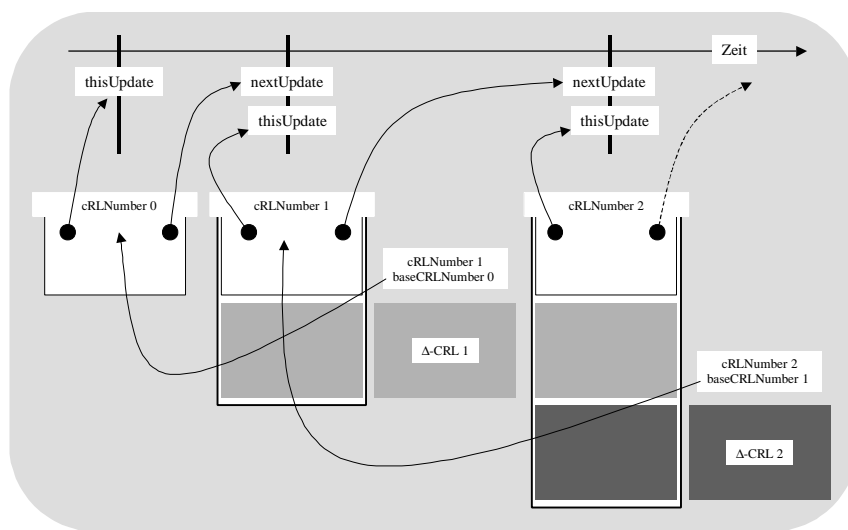 Zeit
thisUpdate
nextUpdate
nextUpdate
thisUpdate
thisUpdate
cRLNumber 0
cRLNumber 1
cRLNumber 2
cRLNumber 1
baseCRLNumber 0
Δ-CRL 1
cRLNumber 2
baseCRLNumber 1
Δ-CRL 2